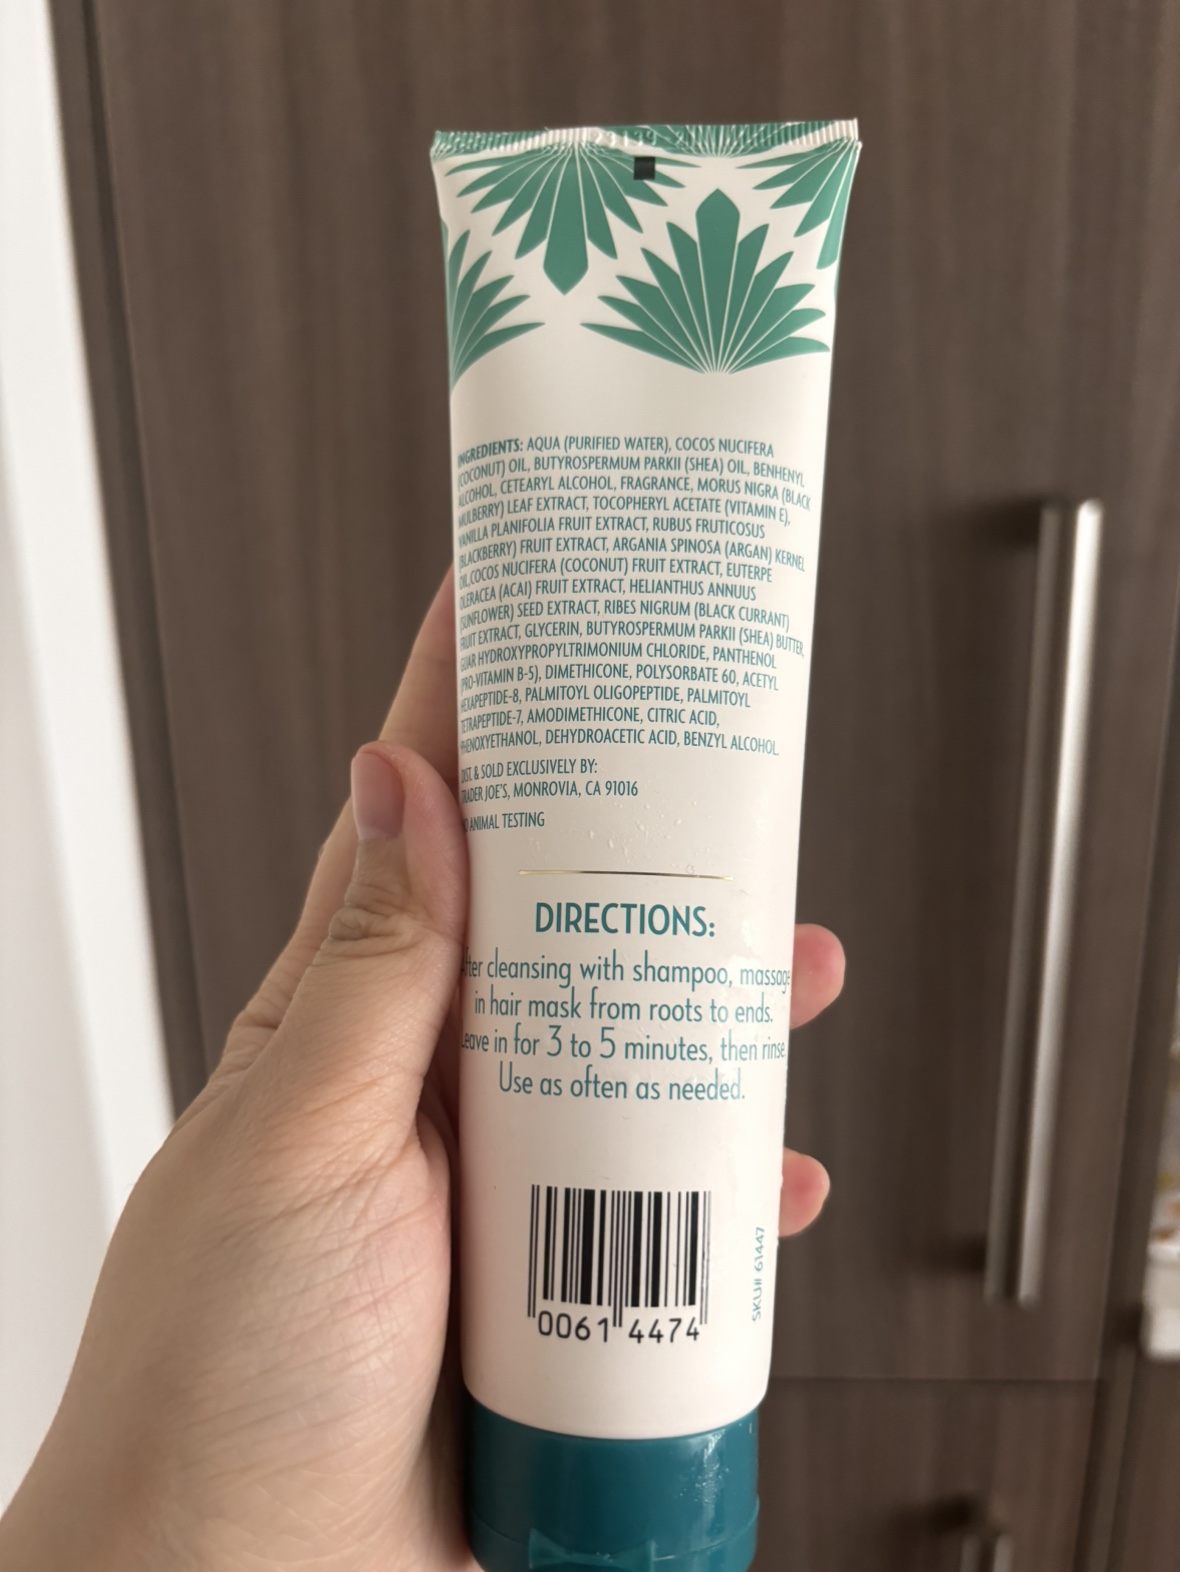 INGREDIENTS: AQUA (PURIFIED WATER), COCOS NUCIFERA
(COCONUT) OIL, BUTYROSPERMUM PARKII (SHEA) OIL, BENHENYL
ALCOHOL, CETEARYL ALCOHOL, FRAGRANCE, MORUS NIGRA (BLACK
MULBERRY) LEAF EXTRACT, TOCOPHERYL ACETATE (VITAMIN E),
VANILLA PLANIFOLIA FRUIT EXTRACT, RUBUS FRUTICOSUS
(BLACKBERRY) FRUIT EXTRACT, ARGANIA SPINOSA (ARGAN) KERNEL
OIL,COCOS NUCIFERA (COCONUT) FRUIT EXTRACT, EUTERPE
OLERACEA (ACAI) FRUIT EXTRACT, HELIANTHUS ANNUUS
(SUNFLOWER) SEED EXTRACT, RIBES NIGRUM (BLACK CURRANT)
FRUIT EXTRACT, GLYCERIN, BUTYROSPERMUM PARKII (SHEA) BUTTER,
GUAR HYDROXYPROPYLTRIMONIUM CHLORIDE, PANTHENOL
(PRO-VITAMIN B-5), DIMETHICONE, POLYSORBATE 60, ACETYL
HEXAPEPTIDE-8, PALMITOYL OLIGOPEPTIDE, PALMITOYL
TETRAPEPTIDE-7, AMODIMETHICONE, CITRIC ACID,
PHENOXYETHANOL, DEHYDROACETIC ACID, BENZYL ALCOHOL.
DIST. & SOLD EXCLUSIVELY BY:
TRADER JOE'S, MONROVIA, CA 91016
NO ANIMAL TESTING
DIRECTIONS:
After cleansing with shampoo, massage
in hair mask from roots to ends.
Leave in for 3 to 5 minutes, then rinse.
Use as often as needed.
0061 4474
SKU# 61447